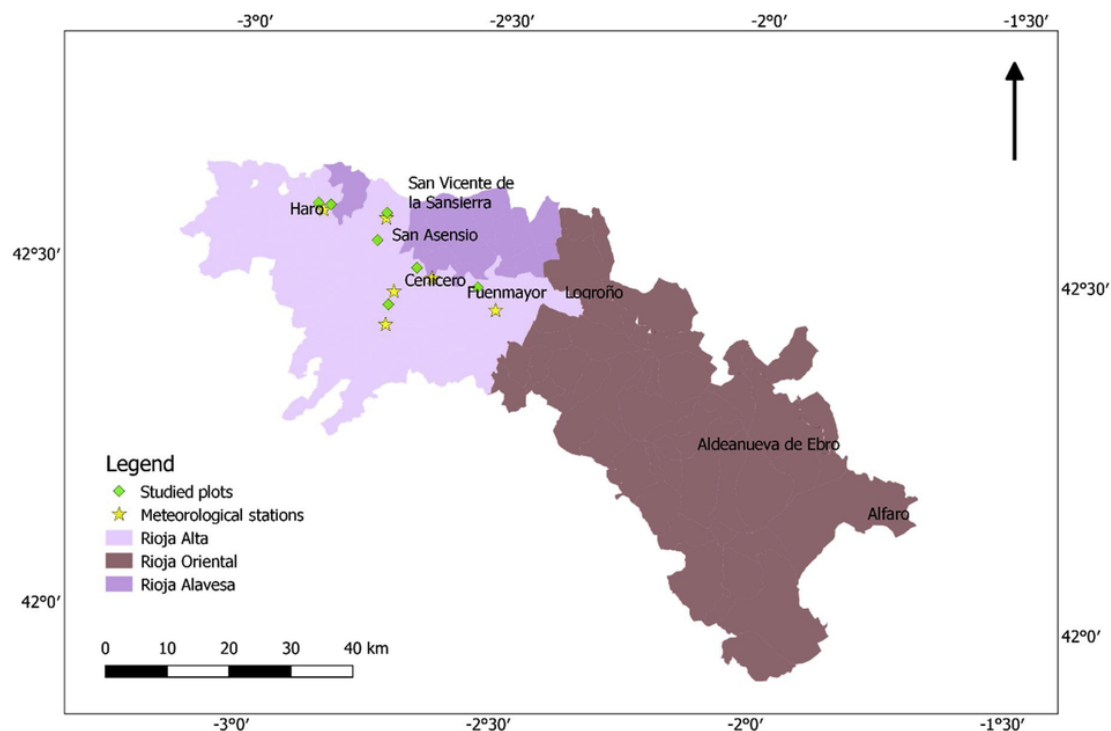 -3°0′
-2°30′
-2°0′
-1°30′
San Vicente de
la Sansierra
Haro
San Asensio
42°30′
Cenicero
Fuenmayor
Logroño
42°30′
Aldeanueva de Ebro
Alfaro
Legend
Studied plots
Meteorological stations
Rioja Alta
Rioja Oriental
Rioja Alavesa
42°0′
42°0′
0 10 20 30 40 km
-3°0′
-2°30′
-2°0′
-1°30′